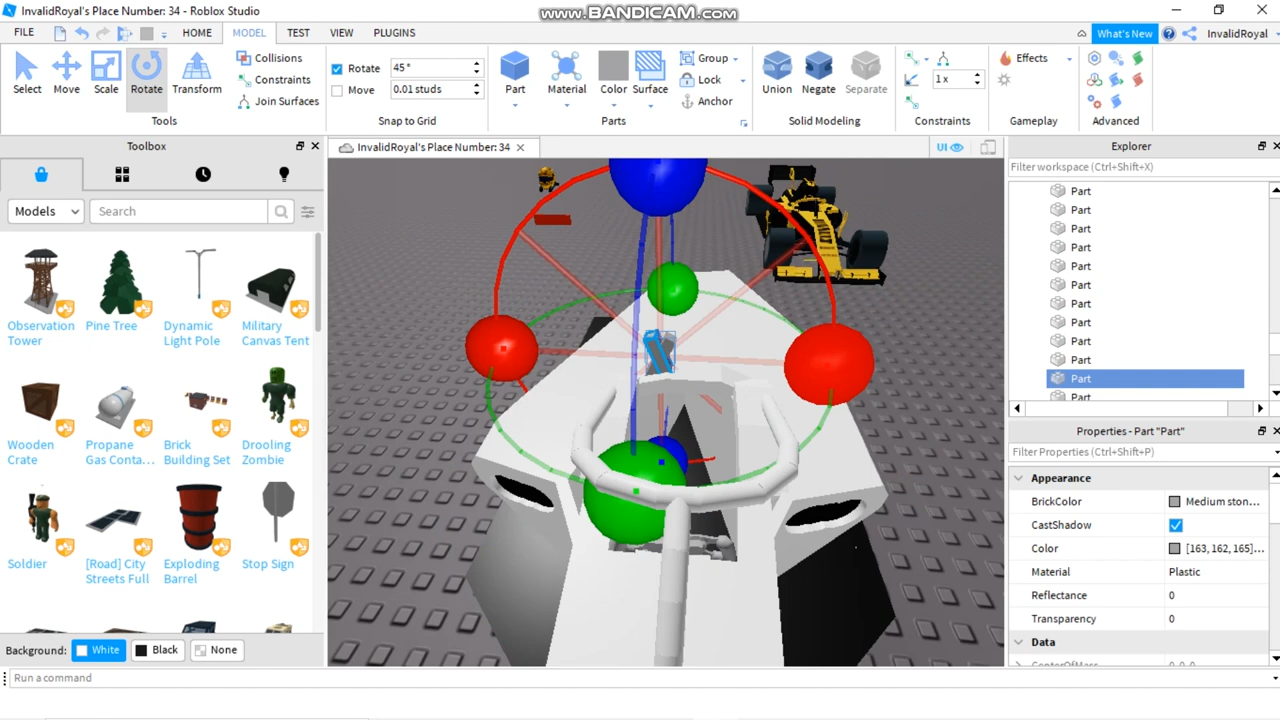 InvalidRoyal's Place Number: 34 - Roblox Studio
www.BANDICAM.com
FILE HOME MODEL TEST VIEW PLUGINS What's New InvalidRoyal
Select Move Scale Rotate Transform
Collisions
Constraints
Join Surfaces
Tools
Rotate 45°
Move 0.01 studs
Snap to Grid
Part Material Color Surface
Group
Lock
Anchor
Parts
Union Negate Separate
Solid Modeling
1 x
Constraints
Effects
Gameplay
Advanced
Toolbox
InvalidRoyal's Place Number: 34
UI
Explorer
Models Search
Filter workspace (Ctrl+Shift+X)
Observation Tower
Pine Tree
Dynamic Light Pole
Military Canvas Tent
Wooden Crate
Propane Gas Conta...
Brick Building Set
Drooling Zombie
Soldier
[Road] City Streets Full
Exploding Barrel
Stop Sign
Part
Part
Part
Part
Part
Part
Part
Part
Part
Part
Part
Part
Properties - Part "Part"
Filter Properties (Ctrl+Shift+P)
Appearance
BrickColor Medium ston...
CastShadow
Color [163, 162, 165]...
Material Plastic
Reflectance 0
Transparency 0
Data
CenterOfMass 0, 0, 0
Background: White Black None
Run a command